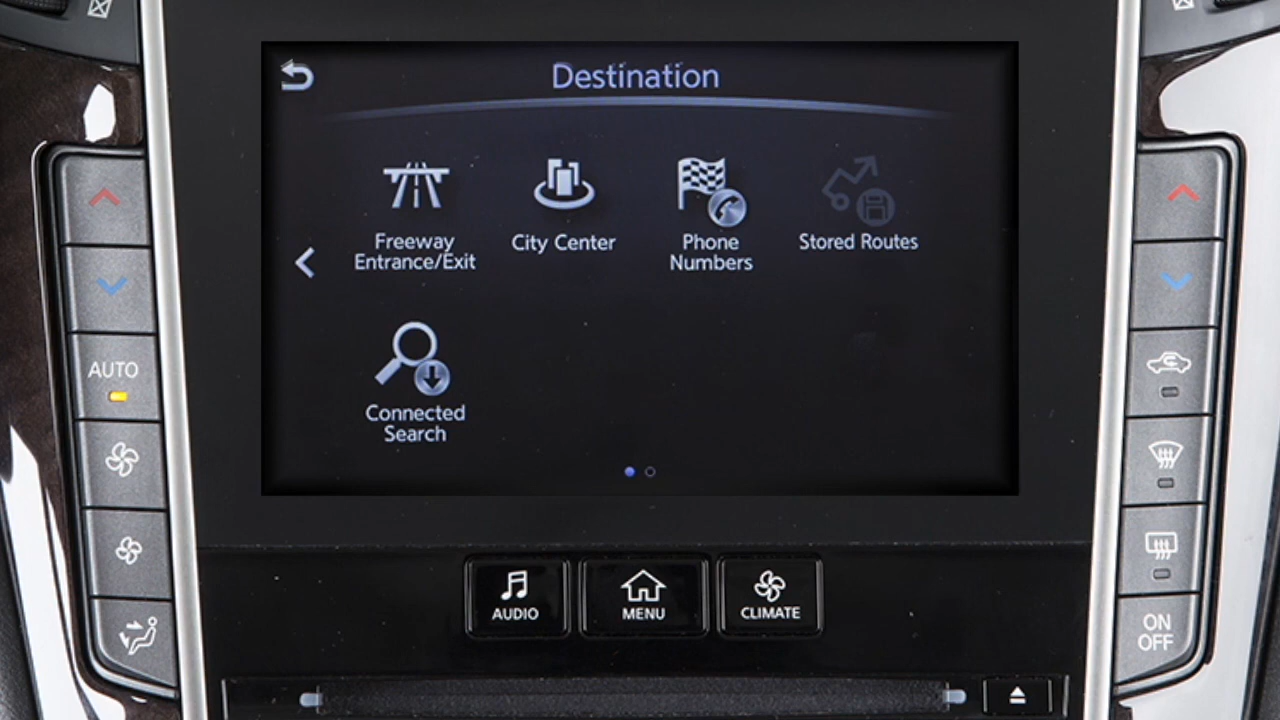 Destination
Freeway
Entrance/Exit
City Center
Phone
Numbers
Stored Routes
Connected
Search
AUTO
AUDIO
MENU
CLIMATE
ON
OFF